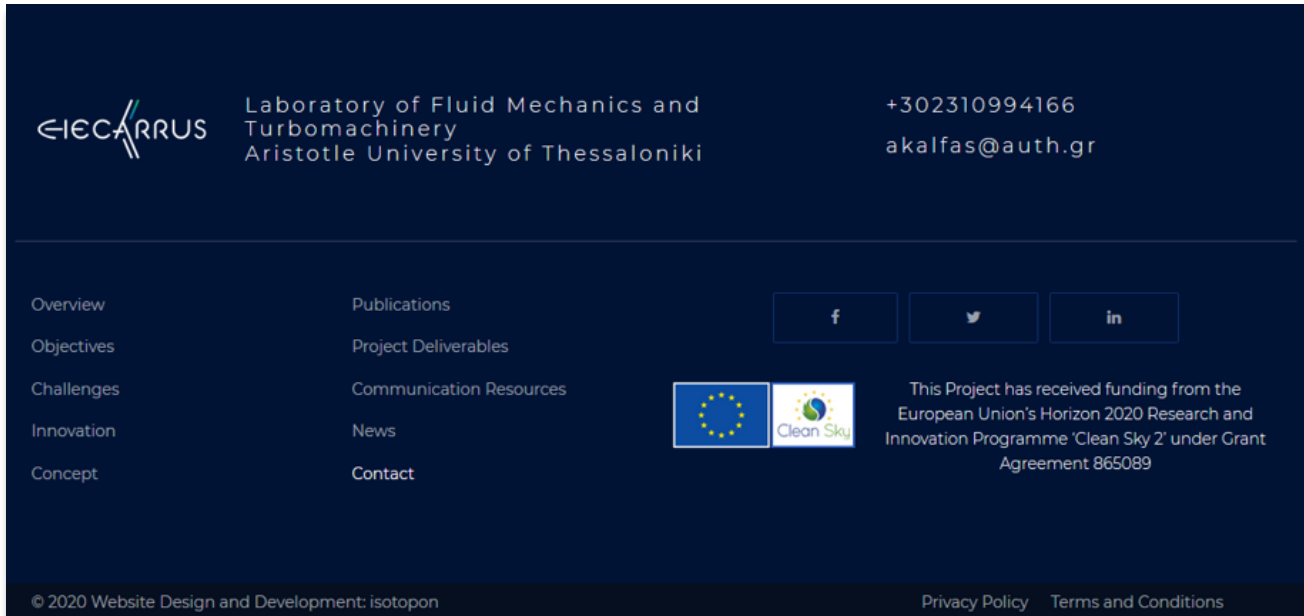 ELECARRUS
Laboratory of Fluid Mechanics and
Turbomachinery
Aristotle University of Thessaloniki
+302310994166
akalfas@auth.gr
Overview
Objectives
Challenges
Innovation
Concept
Publications
Project Deliverables
Communication Resources
News
Contact
f
in
Clean Sky
This Project has received funding from the
European Union's Horizon 2020 Research and
Innovation Programme ‘Clean Sky 2’ under Grant
Agreement 865089
© 2020 Website Design and Development: isotopon
Privacy Policy Terms and Conditions